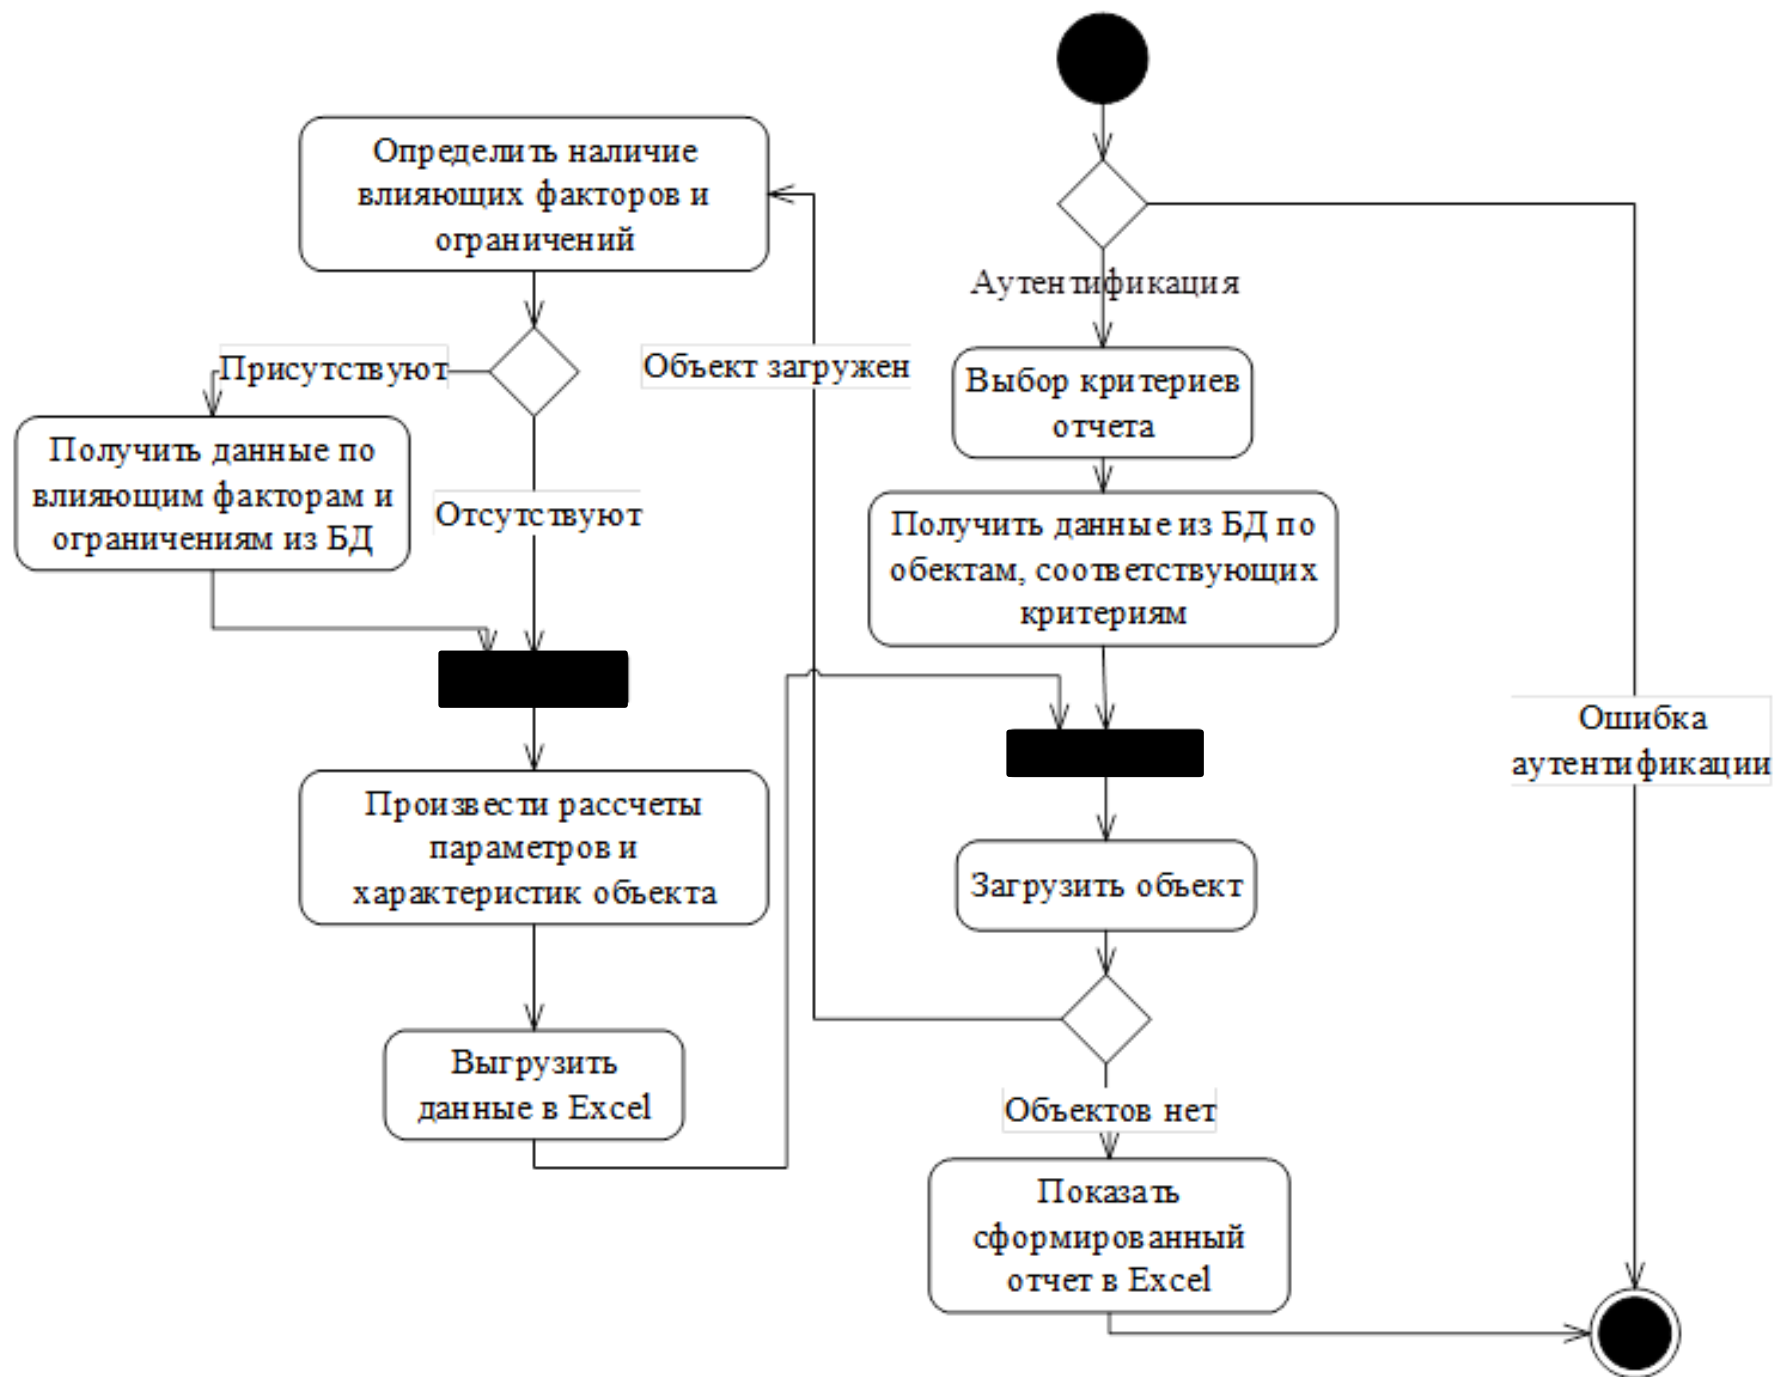 Определить наличие
влияющих факторов и
ограничений
Аутентификация
Присутствуют
Объект загружен
Выбор критериев
отчета
Получить данные по
влияющим факторам и
ограничениям из БД
Отсутствуют
Получить данные из БД по
обектам, соответствующих
критериям
Ошибка
аутентификации
Произвести рассчеты
параметров и
характеристик объекта
Загрузить объект
Выгрузить
данные в Excel
Объектов нет
Показать
сформированный
отчет в Excel